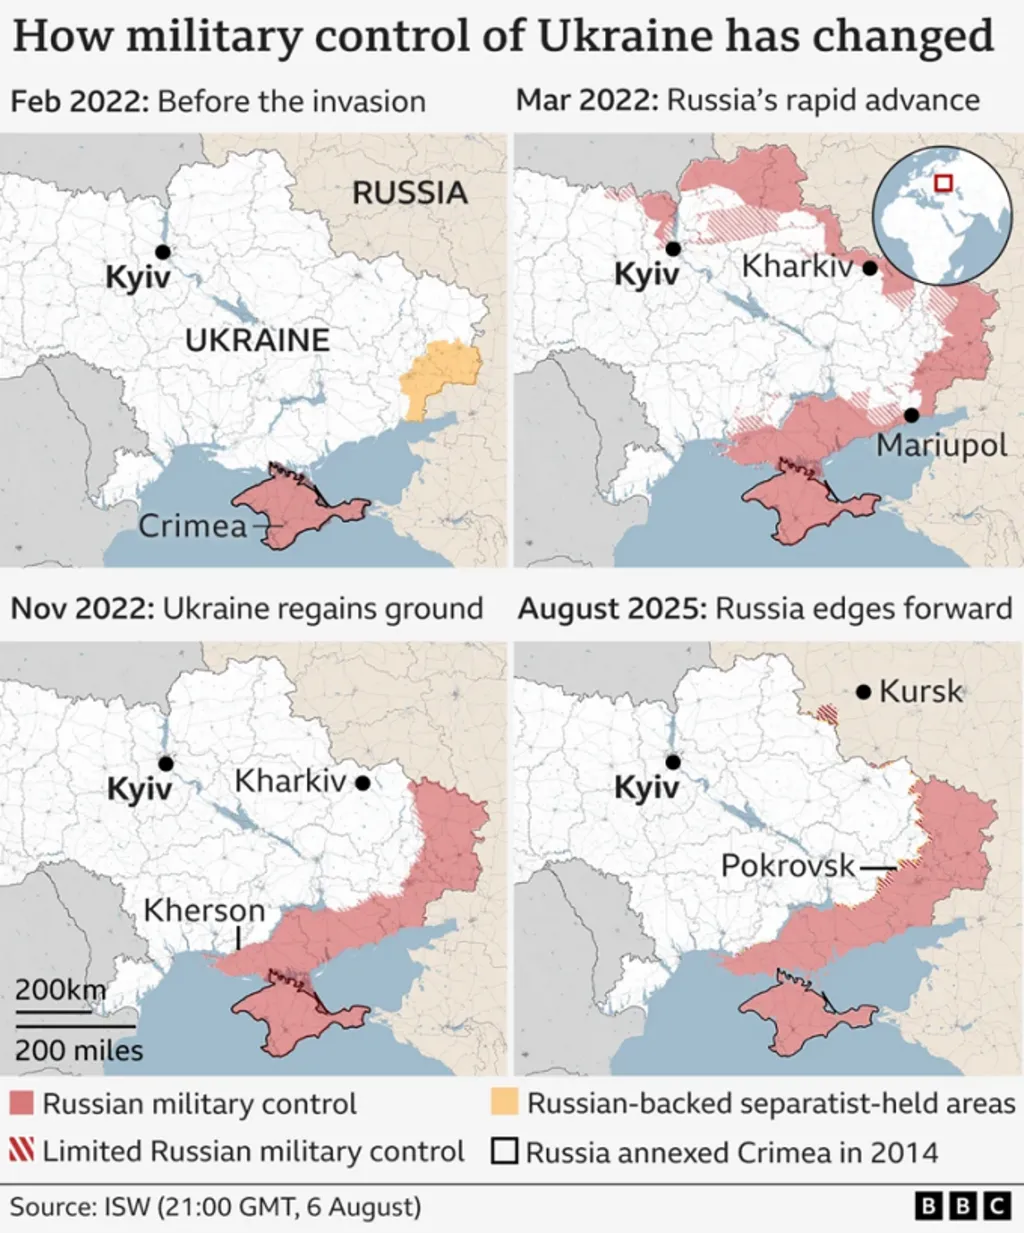 How military control of Ukraine has changed
Feb 2022: Before the invasion
RUSSIA
Kyiv
UKRAINE
Crimea
Mar 2022: Russia's rapid advance
Kyiv
Kharkiv
Mariupol
Nov 2022: Ukraine regains ground
Kyiv
Kharkiv
Kherson
200km
200 miles
August 2025: Russia edges forward
Kursk
Kyiv
Pokrovsk
Russian military control
Russian-backed separatist-held areas
Limited Russian military control
Russia annexed Crimea in 2014
Source: ISW (21:00 GMT, 6 August)
BBC